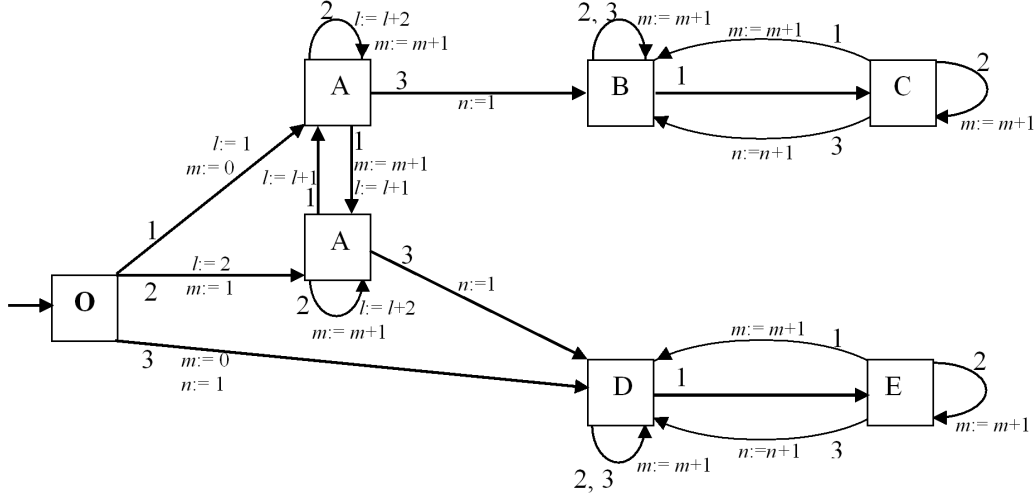 2
l:= l+2
m:= m+1
A
3
n:=1
2, 3
m:= m+1
B
1
m:= m+1
1
C
2
m:= m+1
n:=n+1
3
l:= 1
m:= 0
1
l:= l+1
1
1
m:= m+1
l:= l+1
A
3
n:=1
O
l:= 2
2
m:= 1
2
l:= l+2
m:= m+1
3
m:= 0
n:= 1
D
1
m:= m+1
1
E
2
m:= m+1
n:=n+1
3
2, 3
m:= m+1